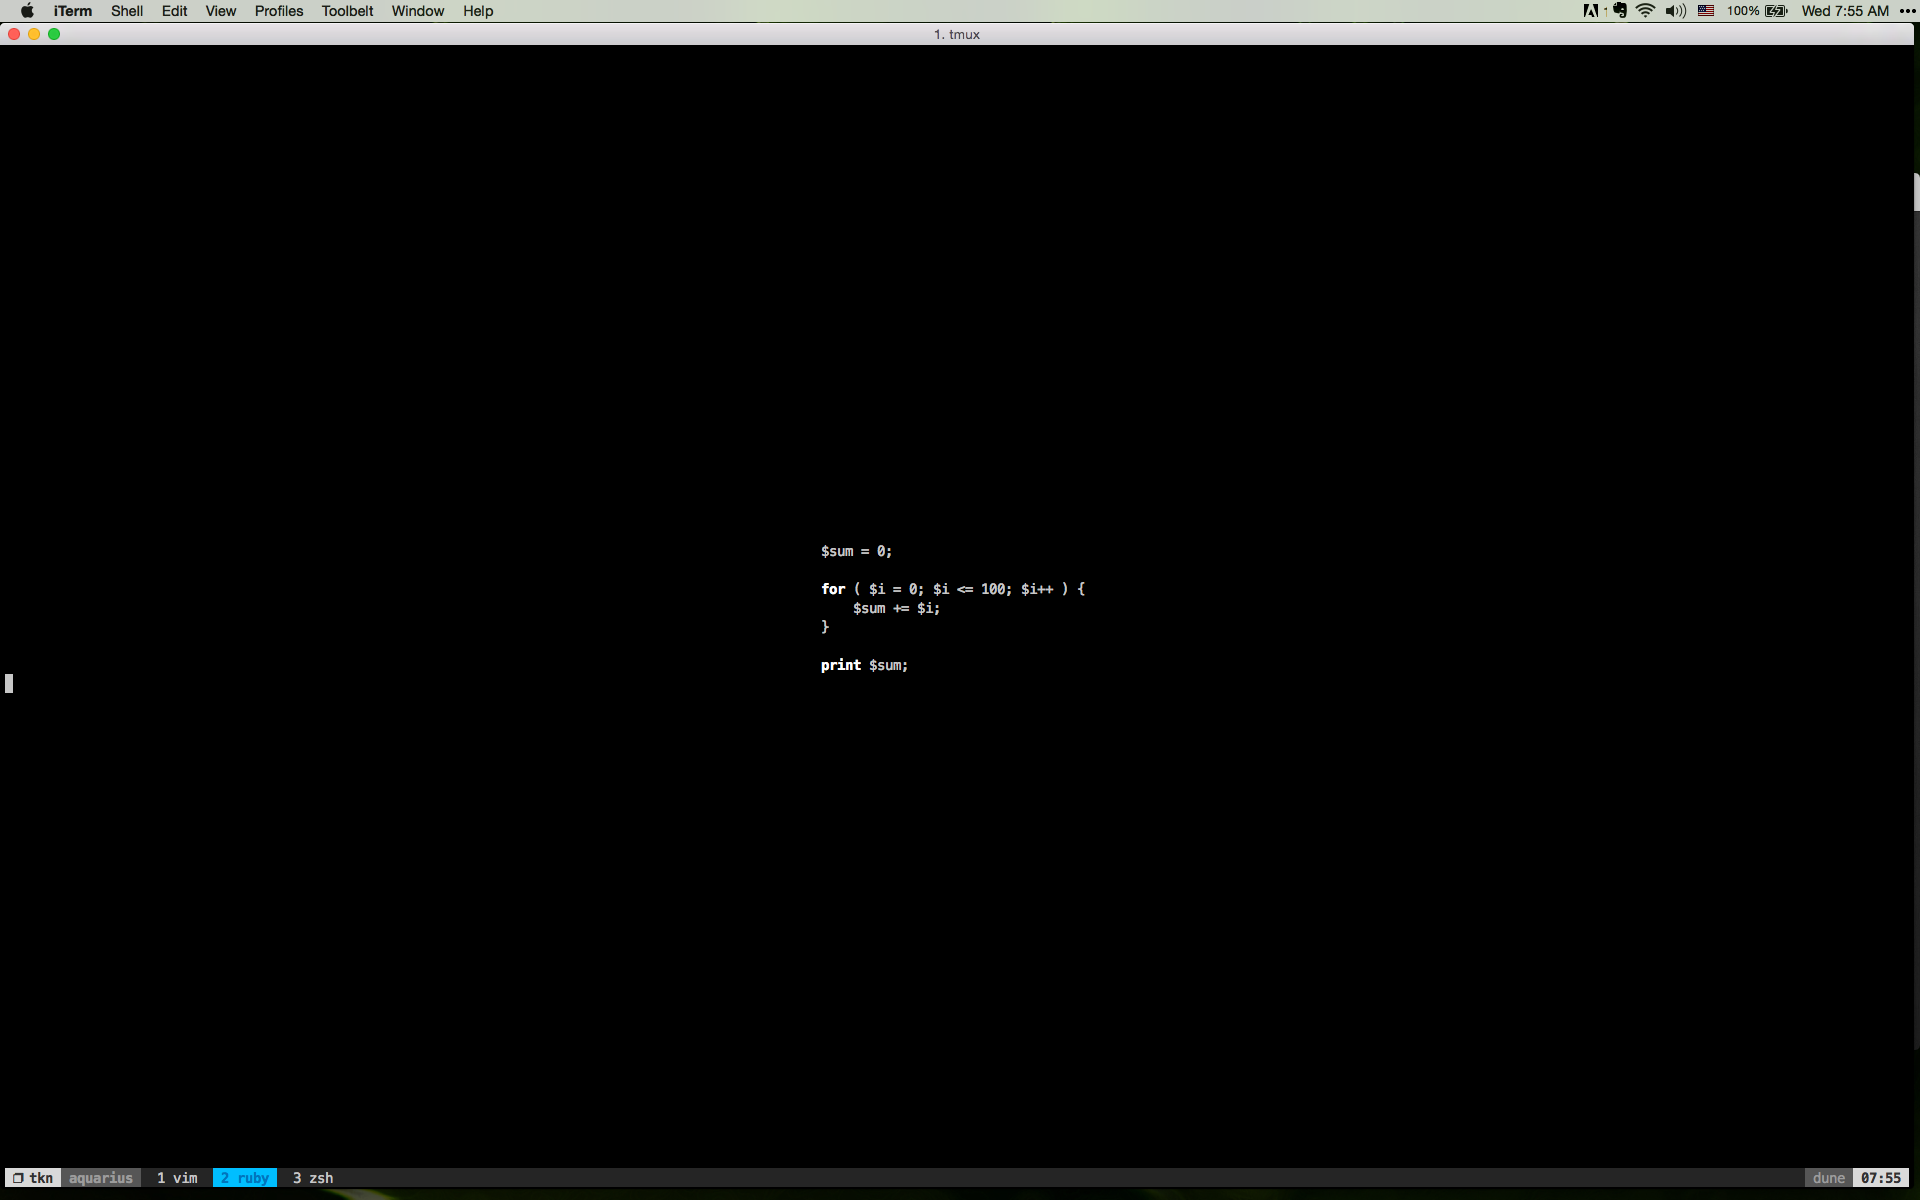 iTerm Shell Edit View Profiles Toolbelt Window Help 100% Wed 7:55 AM
1. tmux
$sum = 0;
for ( $i = 0; $i <= 100; $i++ ) {
    $sum += $i;
}
print $sum;
tkn aquarius 1 vim 2 ruby 3 zsh dune 07:55